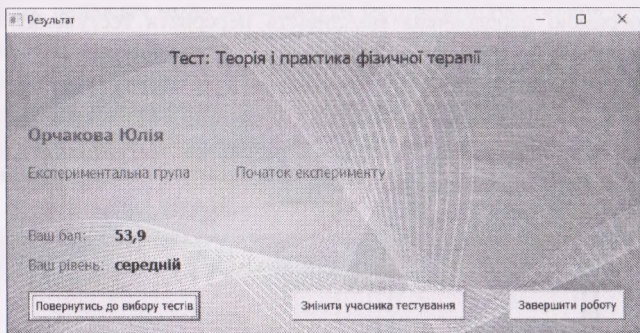 Результат
Тест: Теорія і практика фізичної терапії
Орчакова Юлія
Експериментальна група Початок експерименту
Ваш бал: 53,9
Ваш рівень: середній
Повернутись до вибору тестів Змінити учасника тестування Завершити роботу